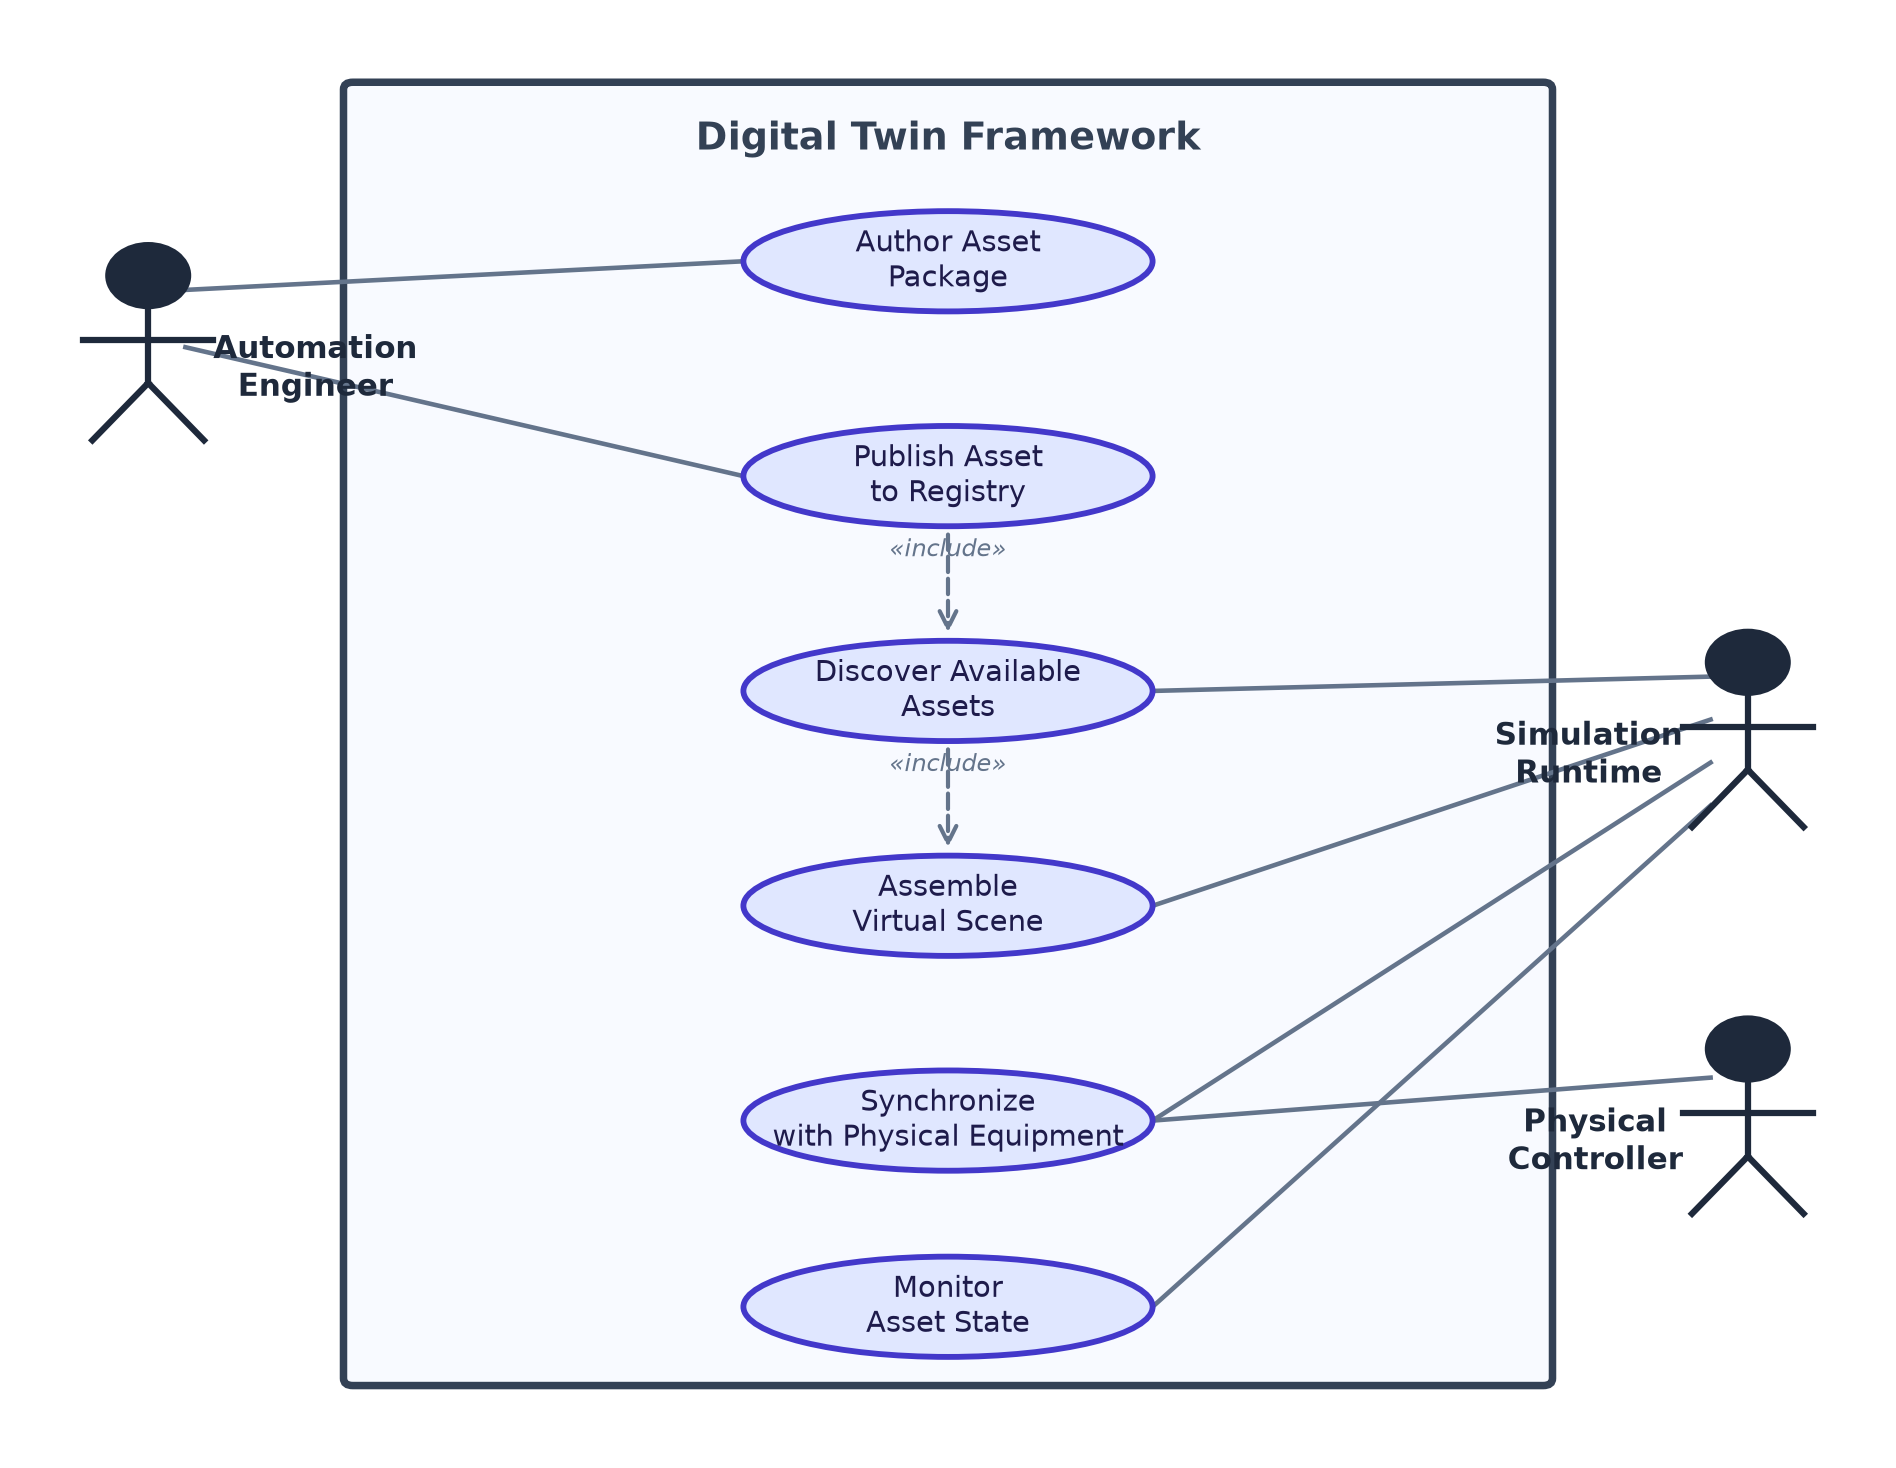 Digital Twin Framework
Author Asset
Package
Automation
Engineer
Publish Asset
to Registry
«include»
Discover Available
Assets
Simulation
Runtime
«include»
Assemble
Virtual Scene
Synchronize
with Physical Equipment
Physical
Controller
Monitor
Asset State